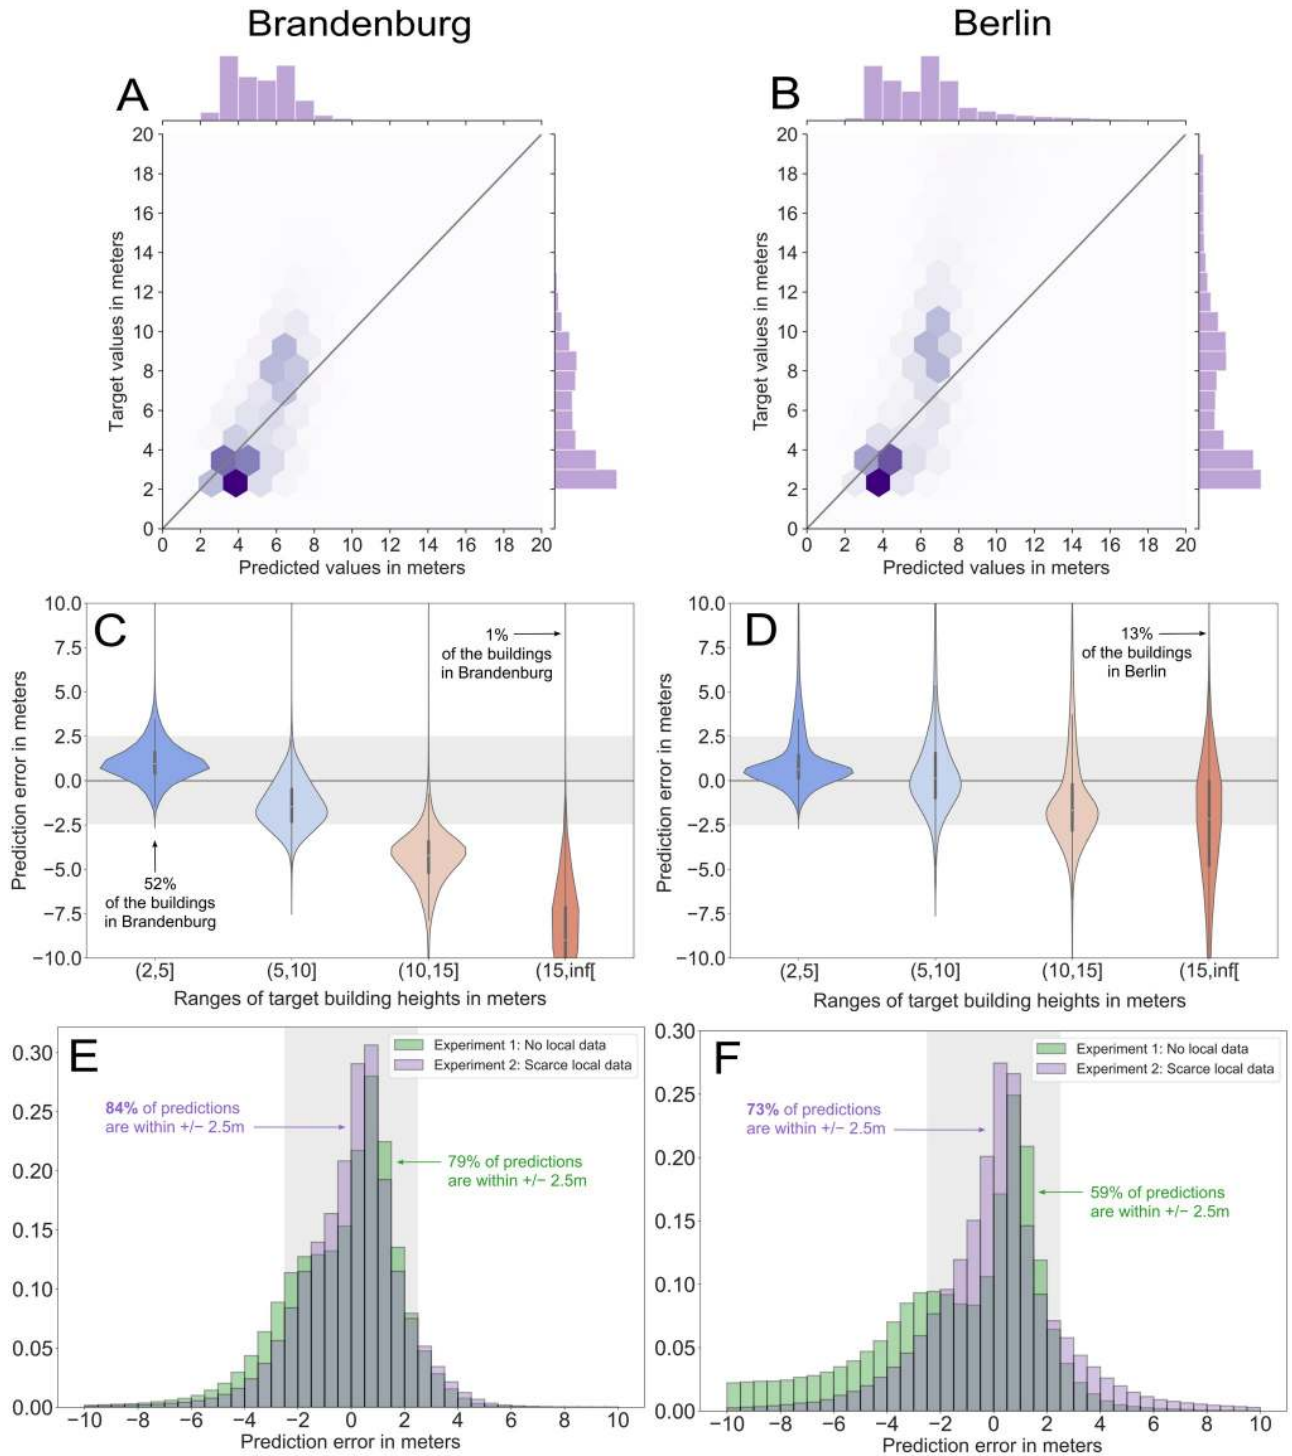 Brandenburg
Berlin
A
20
18
16
14
12
10
8
6
4
2
0
Target values in meters
0 2 4 6 8 10 12 14 16 18 20
Predicted values in meters
B
20
18
16
14
12
10
8
6
4
2
0
Target values in meters
0 2 4 6 8 10 12 14 16 18 20
Predicted values in meters
C
10.0
7.5
5.0
2.5
0.0
−2.5
−5.0
−7.5
−10.0
Prediction error in meters
1%
of the buildings
in Brandenburg
52%
of the buildings
in Brandenburg
(2,5] (5,10] (10,15] (15,inf[
Ranges of target building heights in meters
D
10.0
7.5
5.0
2.5
0.0
−2.5
−5.0
−7.5
−10.0
Prediction error in meters
13%
of the buildings
in Berlin
(2,5] (5,10] (10,15] (15,inf[
Ranges of target building heights in meters
E
Experiment 1: No local data
Experiment 2: Scarce local data
0.30
0.25
0.20
0.15
0.10
0.05
0.00
84% of predictions
are within +/− 2.5m
79% of predictions
are within +/− 2.5m
−10 −8 −6 −4 −2 0 2 4 6 8 10
Prediction error in meters
F
Experiment 1: No local data
Experiment 2: Scarce local data
0.30
0.25
0.20
0.15
0.10
0.05
0.00
73% of predictions
are within +/− 2.5m
59% of predictions
are within +/− 2.5m
−10 −8 −6 −4 −2 0 2 4 6 8 10
Prediction error in meters